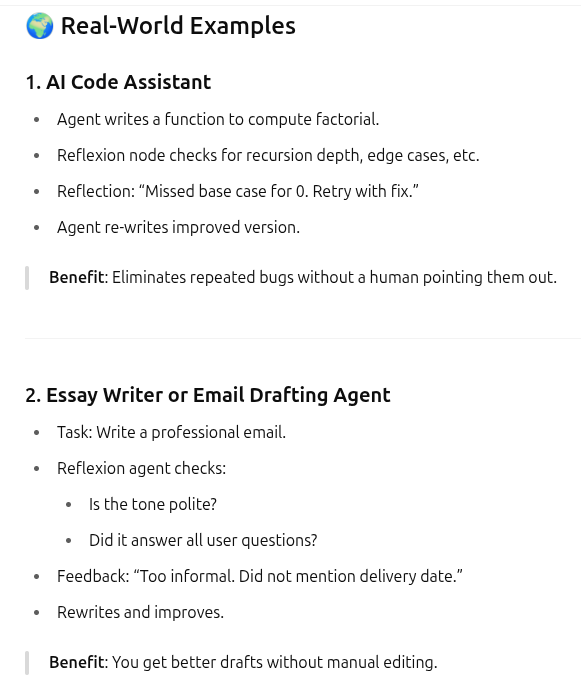 🌍 Real-World Examples
1. AI Code Assistant
• Agent writes a function to compute factorial.
• Reflexion node checks for recursion depth, edge cases, etc.
• Reflection: “Missed base case for 0. Retry with fix.”
• Agent re-writes improved version.
Benefit: Eliminates repeated bugs without a human pointing them out.
2. Essay Writer or Email Drafting Agent
• Task: Write a professional email.
• Reflexion agent checks:
• Is the tone polite?
• Did it answer all user questions?
• Feedback: “Too informal. Did not mention delivery date.”
• Rewrites and improves.
Benefit: You get better drafts without manual editing.